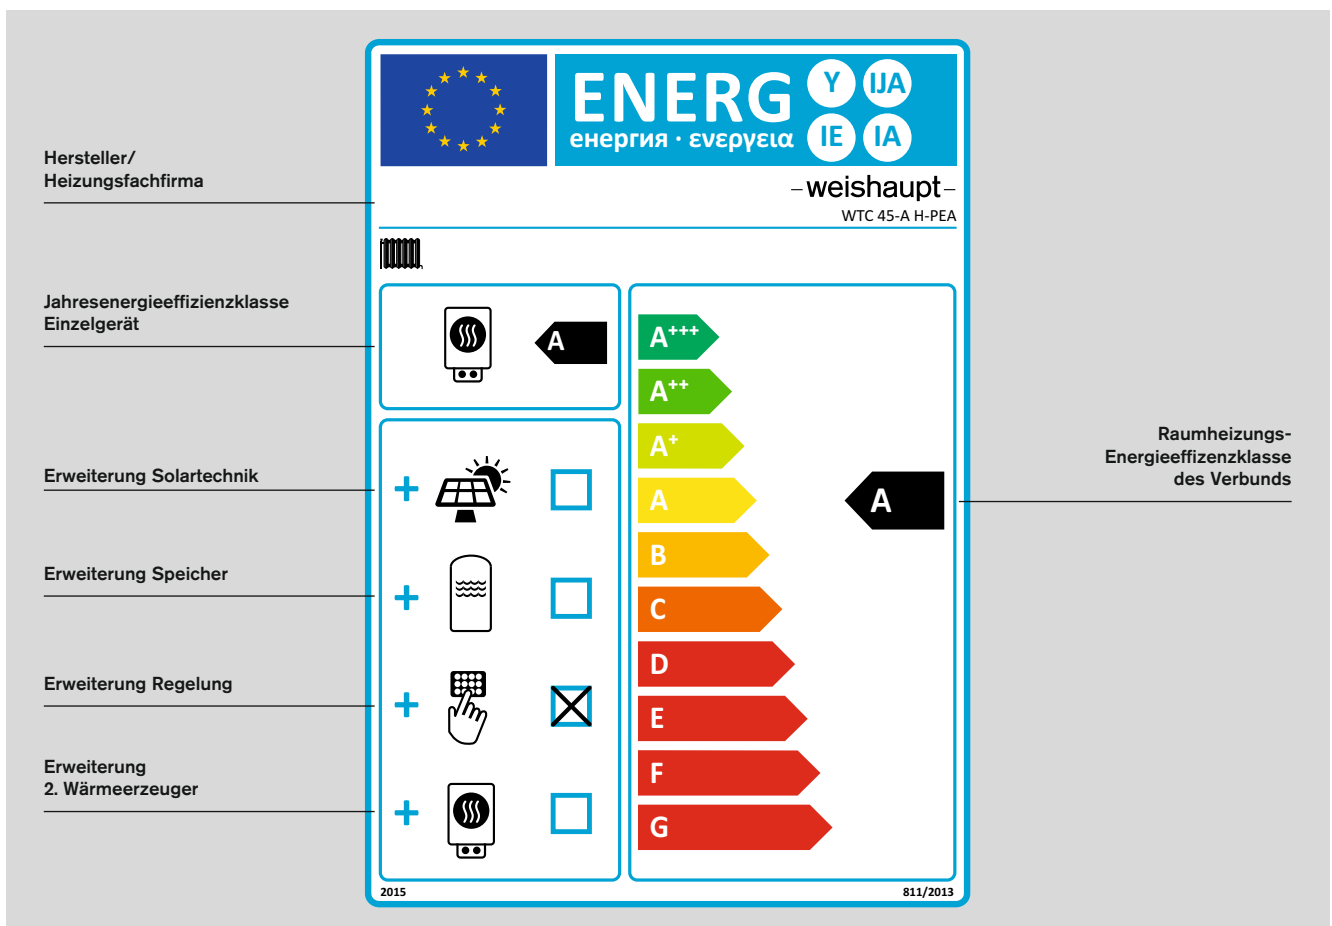 ENERG
Y IJA
IE IA
енергия · ενεργεια
Hersteller/
Heizungsfachfirma
–weishaupt–
WTC 45-A H-PEA
Jahresenergieeffizienzklasse
Einzelgerät
A
A+++
A++
A+
A
B
C
D
E
F
G
A
Raumheizungs-
Energieeffizenzklasse
des Verbunds
Erweiterung Solartechnik
+
Erweiterung Speicher
+
Erweiterung Regelung
+
Erweiterung
2. Wärmeerzeuger
+
2015
811/2013